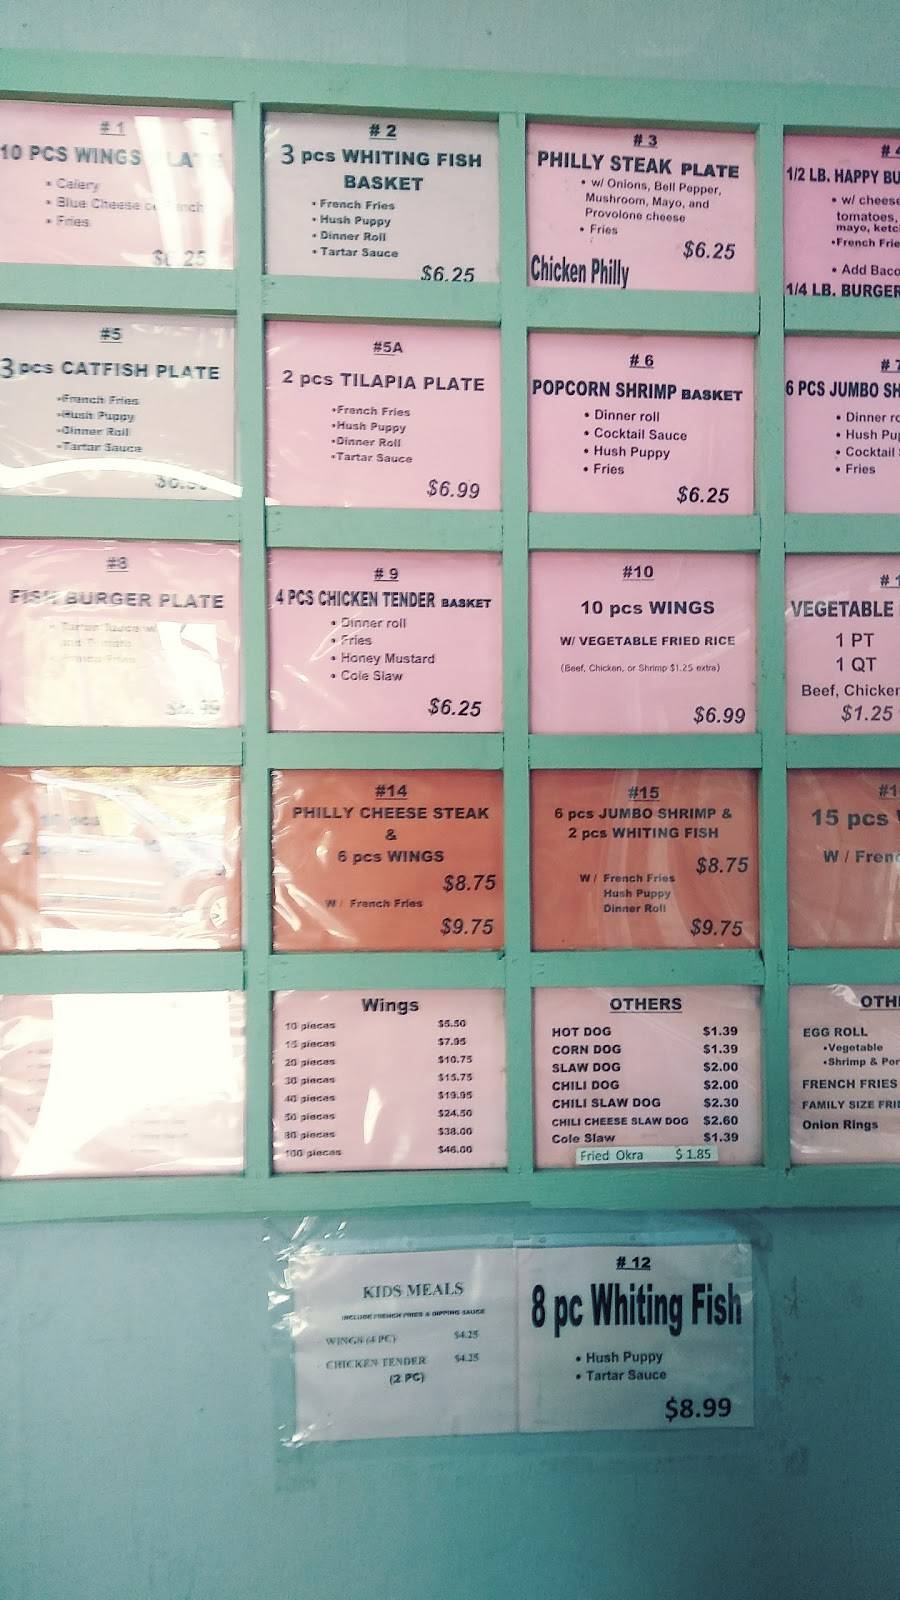 #1
10 PCS WINGS
• Celery
• Blue Cheese
• Fries
#2
3 pcs WHITING FISH
BASKET
• French Fries
• Hush Puppy
• Dinner Roll
• Tartar Sauce
$6.25
#3
PHILLY STEAK PLATE
• w/ Onions, Bell Pepper,
Mushroom, Mayo, and
Provolone cheese
• Fries
$6.25
Chicken Philly
1/2 LB. HAPPY
• w/ cheese
tomatoes,
mayo,
•French
• Add
1/4 LB. BURGER
#5
3 pcs CATFISH PLATE
•French Fries
•Hush Puppy
•Dinner Roll
•Tartar Sauce
#5A
2 pcs TILAPIA PLATE
•French Fries
•Hush Puppy
•Dinner Roll
•Tartar Sauce
$6.99
#6
POPCORN SHRIMP BASKET
• Dinner roll
• Cocktail Sauce
• Hush Puppy
• Fries
$6.25
6 PCS JUMBO
• Dinner
• Hush
• Cocktail
• Fries
#8
FISH BURGER PLATE
#9
4 PCS CHICKEN TENDER BASKET
• Dinner roll
• Fries
• Honey Mustard
• Cole Slaw
$6.25
#10
10 pcs WINGS
W/ VEGETABLE FRIED RICE
(Beef, Chicken, or Shrimp $1.25 extra)
$6.99
VEGETABLE
1 PT
1 QT
Beef, Chicken
$1.25
#14
PHILLY CHEESE STEAK
&
6 pcs WINGS
$8.75
W / French Fries
$9.75
#15
6 pcs JUMBO SHRIMP &
2 pcs WHITING FISH
$8.75
W / French Fries
Hush Puppy
Dinner Roll
$9.75
15 pcs
W /
Wings
10 pieces $5.50
15 pieces $7.95
20 pieces $10.75
30 pieces $15.75
40 pieces $19.95
50 pieces $24.50
80 pieces $38.00
100 pieces $46.00
OTHERS
HOT DOG $1.39
CORN DOG $1.39
SLAW DOG $2.00
CHILI DOG $2.00
CHILI SLAW DOG $2.30
CHILI CHEESE SLAW DOG $2.60
Cole Slaw $1.39
Fried Okra $1.85
EGG ROLL
•Vegetable
•Shrimp &
FRENCH FRIES
FAMILY SIZE
Onion Rings
KIDS MEALS
INCLUDE FRENCH FRIES & DIPPING SAUCE
WINGS (4 PC) $4.25
CHICKEN TENDER $4.25
(2 PC)
#12
8 pc Whiting Fish
• Hush Puppy
• Tartar Sauce
$8.99